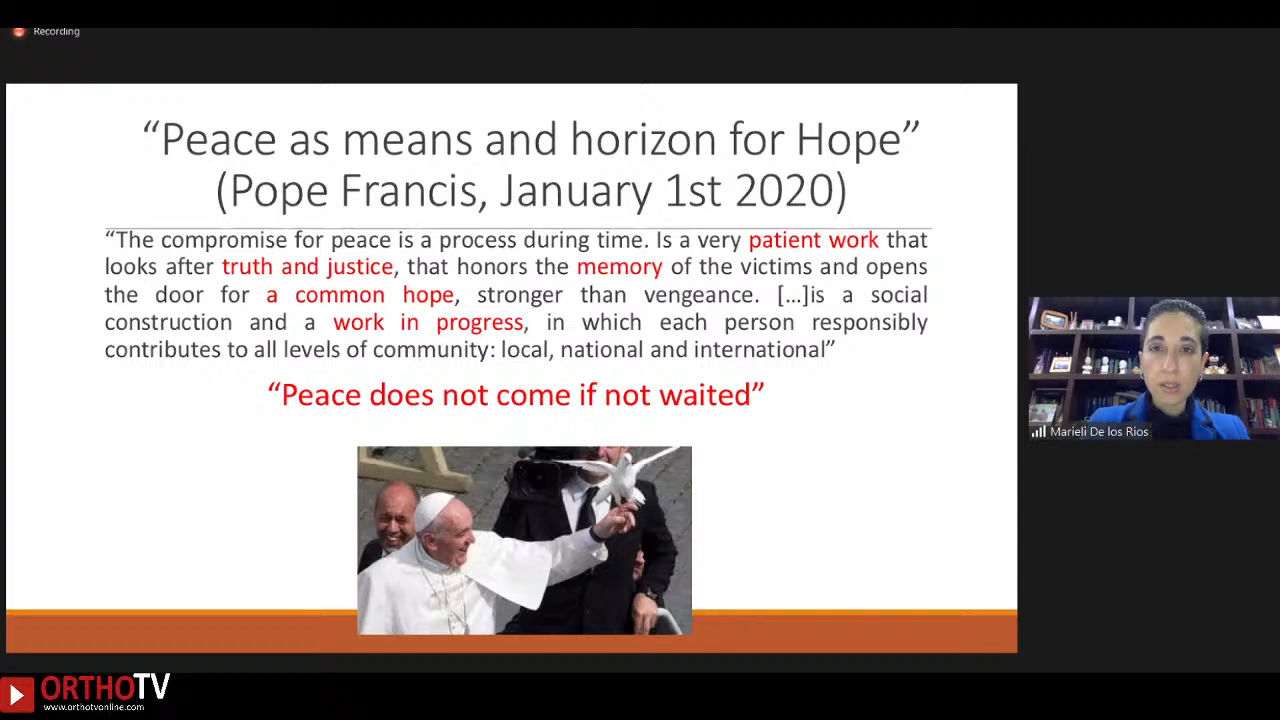 Recording
“Peace as means and horizon for Hope”
(Pope Francis, January 1st 2020)
“The compromise for peace is a process during time. Is a very patient work that
looks after truth and justice, that honors the memory of the victims and opens
the door for a common hope, stronger than vengeance. […]is a social
construction and a work in progress, in which each person responsibly
contributes to all levels of community: local, national and international”
“Peace does not come if not waited”
Marieli De los Rios
ORTHOTV
www.orthotvonline.com